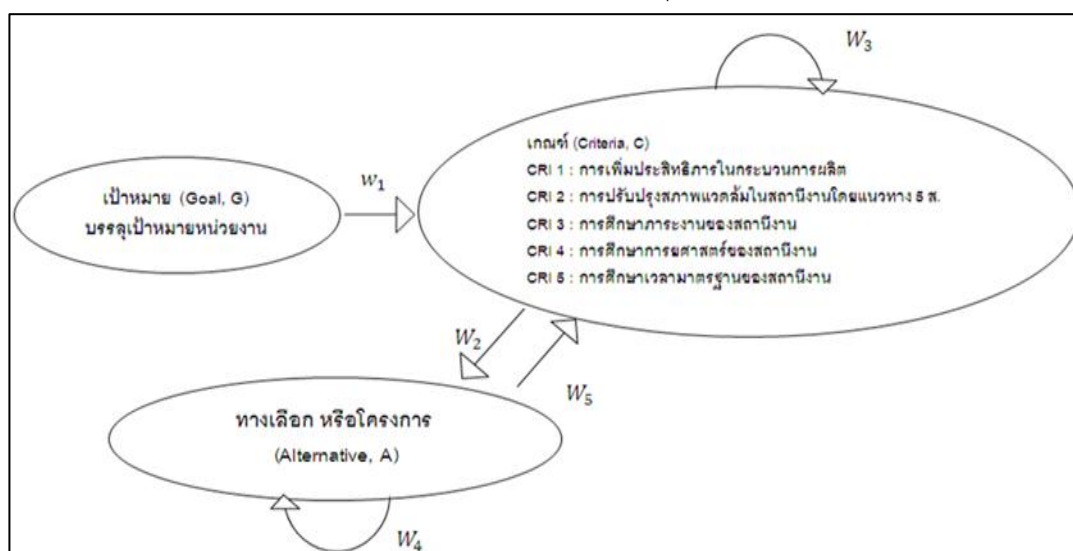 W3
เกณฑ์ (Criteria, C)
CRI 1 : การเพิ่มประสิทธิภารในกระบวนการผลิต
CRI 2 : การปรับปรุงสภาพแวดล้อมในสถานีงานโดยแนวทาง 5 ส.
CRI 3 : การศึกษาภาระงานของสถานีงาน
CRI 4 : การศึกษาการยศาสตร์ของสถานีงาน
CRI 5 : การศึกษาเวลามาตรฐานของสถานีงาน
w1
เป้าหมาย (Goal, G)
บรรลุเป้าหมายหน่วยงาน
W2
W5
ทางเลือก หรือโครงการ
(Alternative, A)
W4